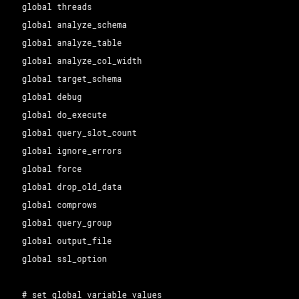 global threads
global analyze_schema
global analyze_table
global analyze_col_width
global target_schema
global debug
global do_execute
global query_slot_count
global ignore_errors
global force
global drop_old_data
global comprows
global query_group
global output_file
global ssl_option
# set global variable values